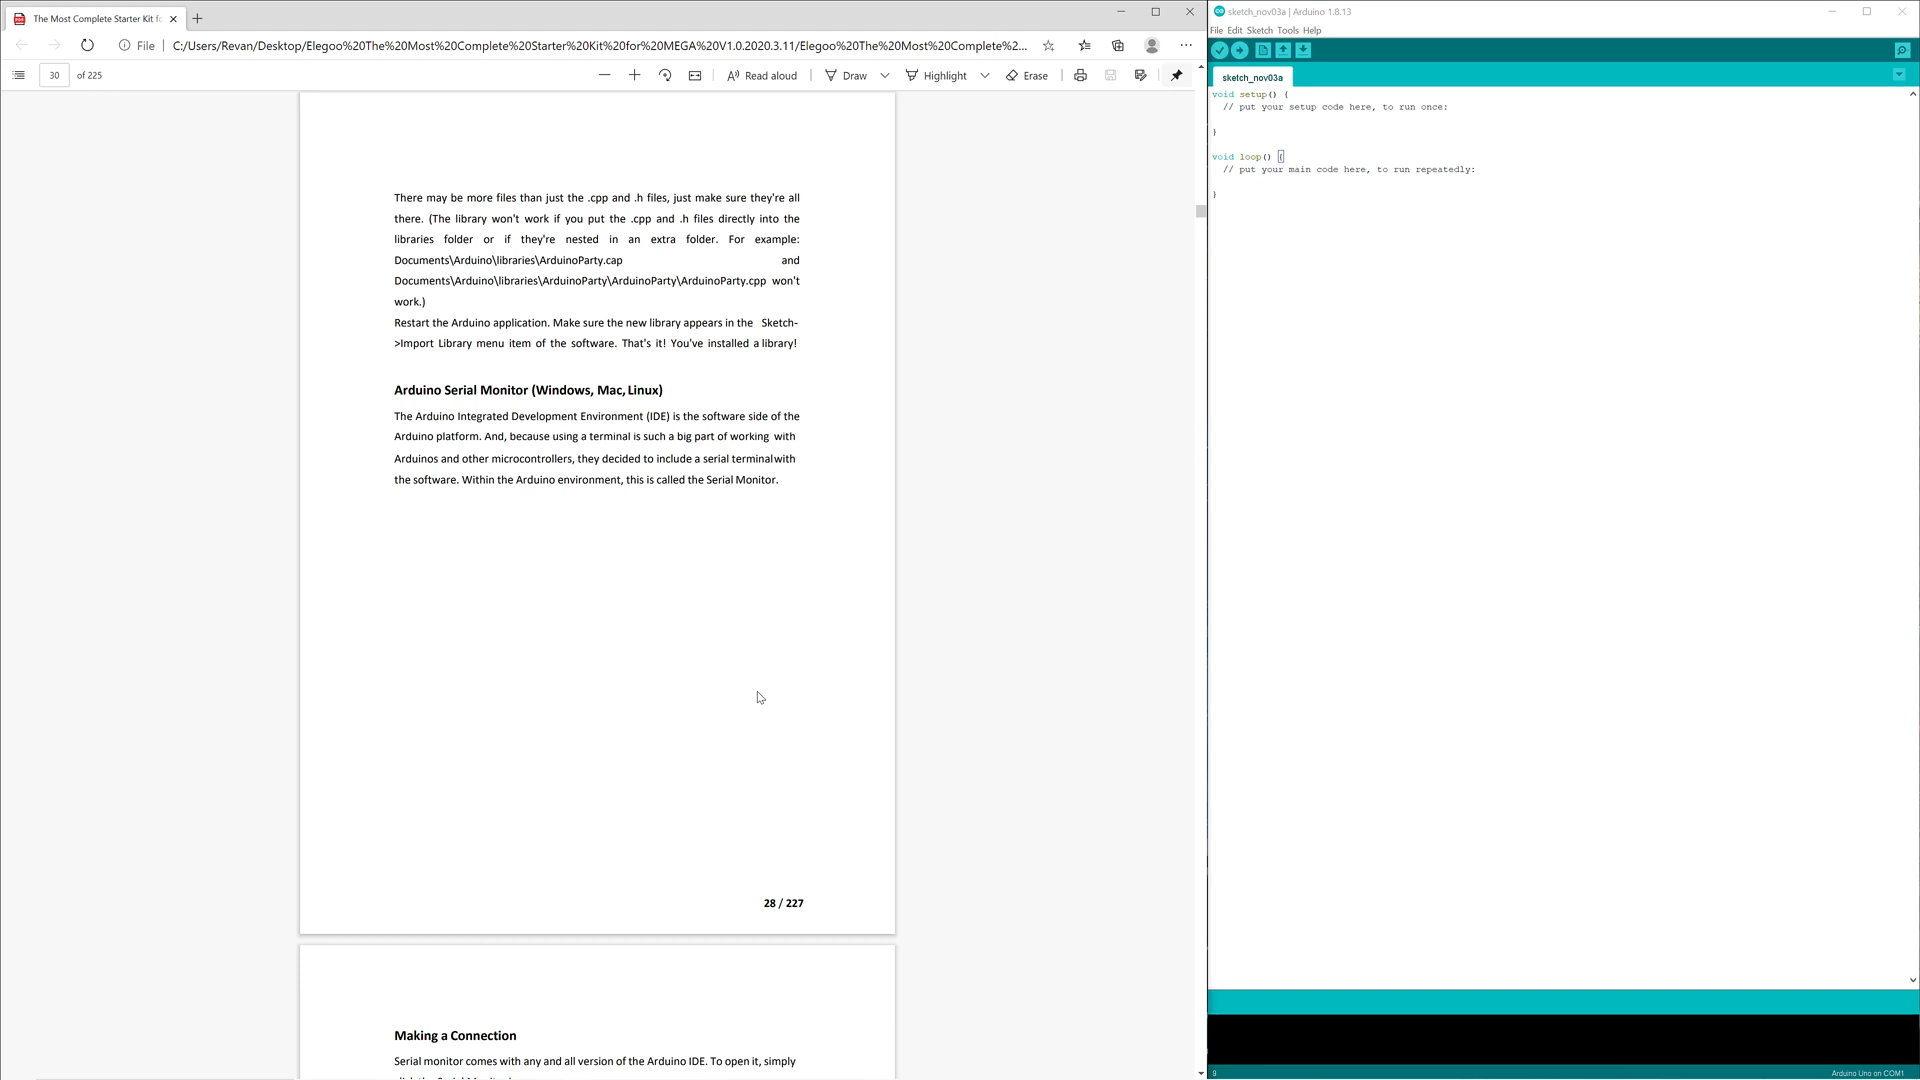 The Most Complete Starter Kit fo
File
C:/Users/Revan/Desktop/Elegoo%20The%20Most%20Complete%20Starter%20Kit%20for%20MEGA%20V1.0.2020.3.11/Elegoo%20The%20Most%20Complete%2...
30 of 225
Read aloud
Draw
Highlight
Erase
There may be more files than just the .cpp and .h files, just make sure they're all
there. (The library won't work if you put the .cpp and .h files directly into the
libraries folder or if they're nested in an extra folder. For example:
Documents\Arduino\libraries\ArduinoParty.cap and
Documents\Arduino\libraries\ArduinoParty\ArduinoParty\ArduinoParty.cpp won't
work.)
Restart the Arduino application. Make sure the new library appears in the Sketch-
>Import Library menu item of the software. That's it! You've installed a library!
Arduino Serial Monitor (Windows, Mac, Linux)
The Arduino Integrated Development Environment (IDE) is the software side of the
Arduino platform. And, because using a terminal is such a big part of working with
Arduinos and other microcontrollers, they decided to include a serial terminalwith
the software. Within the Arduino environment, this is called the Serial Monitor.
28 / 227
Making a Connection
Serial monitor comes with any and all version of the Arduino IDE. To open it, simply
sketch_nov03a | Arduino 1.8.13
File Edit Sketch Tools Help
sketch_nov03a
void setup() {
// put your setup code here, to run once:
}
void loop() {
// put your main code here, to run repeatedly:
}
9
Arduino Uno on COM1